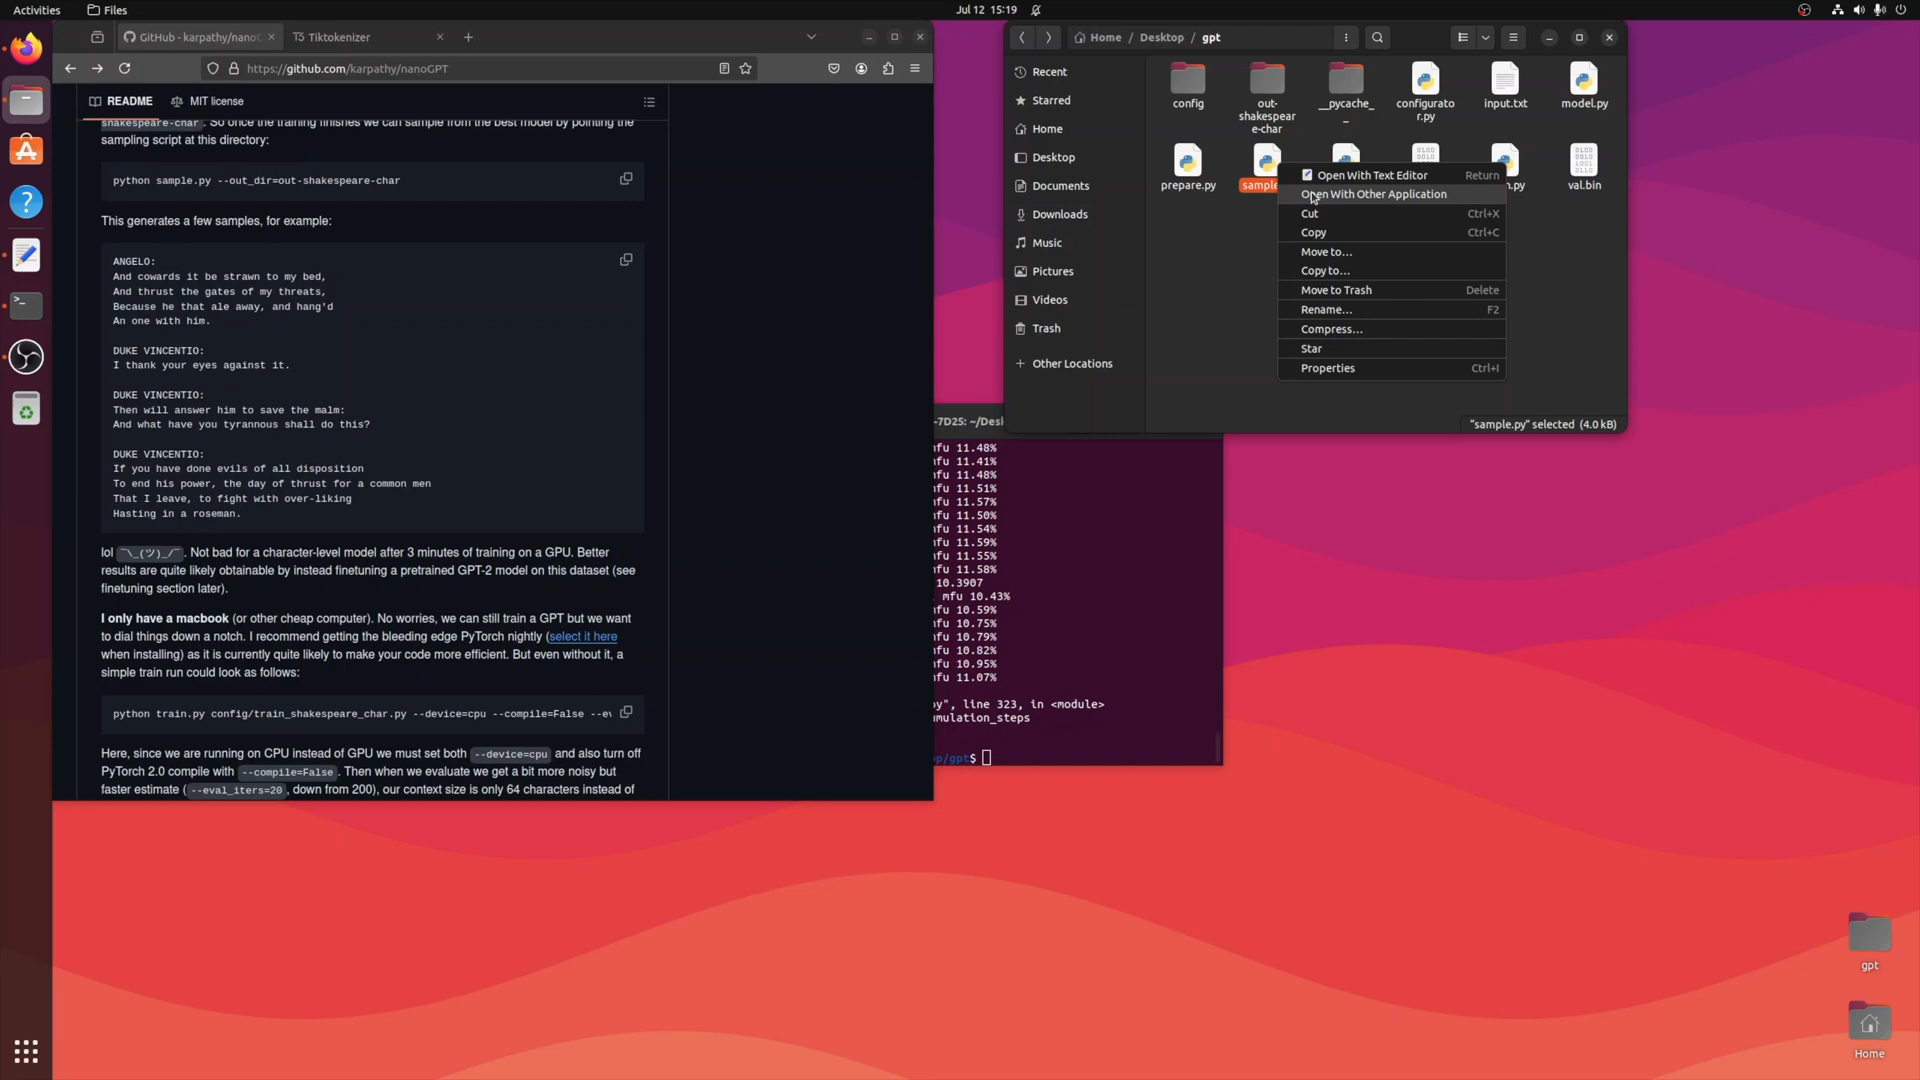 Activities
Files
Jul 12 15:19
GitHub - karpathy/nanoG
Tiktokenizer
https://github.com/karpathy/nanoGPT
README
MIT license
shakespeare-char. So once the training finishes we can sample from the best model by pointing the
sampling script at this directory:
python sample.py --out_dir=out-shakespeare-char
This generates a few samples, for example:
ANGELO:
And cowards it be strawn to my bed,
And thrust the gates of my threats,
Because he that ale away, and hang'd
An one with him.
DUKE VINCENTIO:
I thank your eyes against it.
DUKE VINCENTIO:
Then will answer him to save the malm:
And what have you tyrannous shall do this?
DUKE VINCENTIO:
If you have done evils of all disposition
To end his power, the day of thrust for a common men
That I leave, to fight with over-liking
Hasting in a roseman.
lol ¯\_(ツ)_/¯. Not bad for a character-level model after 3 minutes of training on a GPU. Better
results are quite likely obtainable by instead finetuning a pretrained GPT-2 model on this dataset (see
finetuning section later).
I only have a macbook (or other cheap computer). No worries, we can still train a GPT but we want
to dial things down a notch. I recommend getting the bleeding edge PyTorch nightly (select it here
when installing) as it is currently quite likely to make your code more efficient. But even without it, a
simple train run could look as follows:
python train.py config/train_shakespeare_char.py --device=cpu --compile=False --ev
Here, since we are running on CPU instead of GPU we must set both --device=cpu and also turn off
PyTorch 2.0 compile with --compile=False. Then when we evaluate we get a bit more noisy but
faster estimate (--eval_iters=20, down from 200), our context size is only 64 characters instead of
Home / Desktop / gpt
Recent
Starred
Home
Desktop
Documents
Downloads
Music
Pictures
Videos
Trash
+ Other Locations
config
out-
shakespeare-
char
__pycache_
_
configurato
r.py
input.txt
model.py
prepare.py
sample
n.py
val.bin
Open With Text Editor Return
Open With Other Application
Cut Ctrl+X
Copy Ctrl+C
Move to…
Copy to…
Move to Trash Delete
Rename… F2
Compress…
Star
Properties Ctrl+I
"sample.py" selected (4.0 kB)
-7D25: ~/Des
mfu 11.48%
mfu 11.41%
mfu 11.48%
mfu 11.51%
mfu 11.57%
mfu 11.50%
mfu 11.54%
mfu 11.59%
mfu 11.55%
mfu 11.58%
10.3907
, mfu 10.43%
mfu 10.59%
mfu 10.75%
mfu 10.79%
mfu 10.82%
mfu 10.95%
mfu 11.07%
py", line 323, in <module>
umulation_steps
op/gpt$
gpt
Home